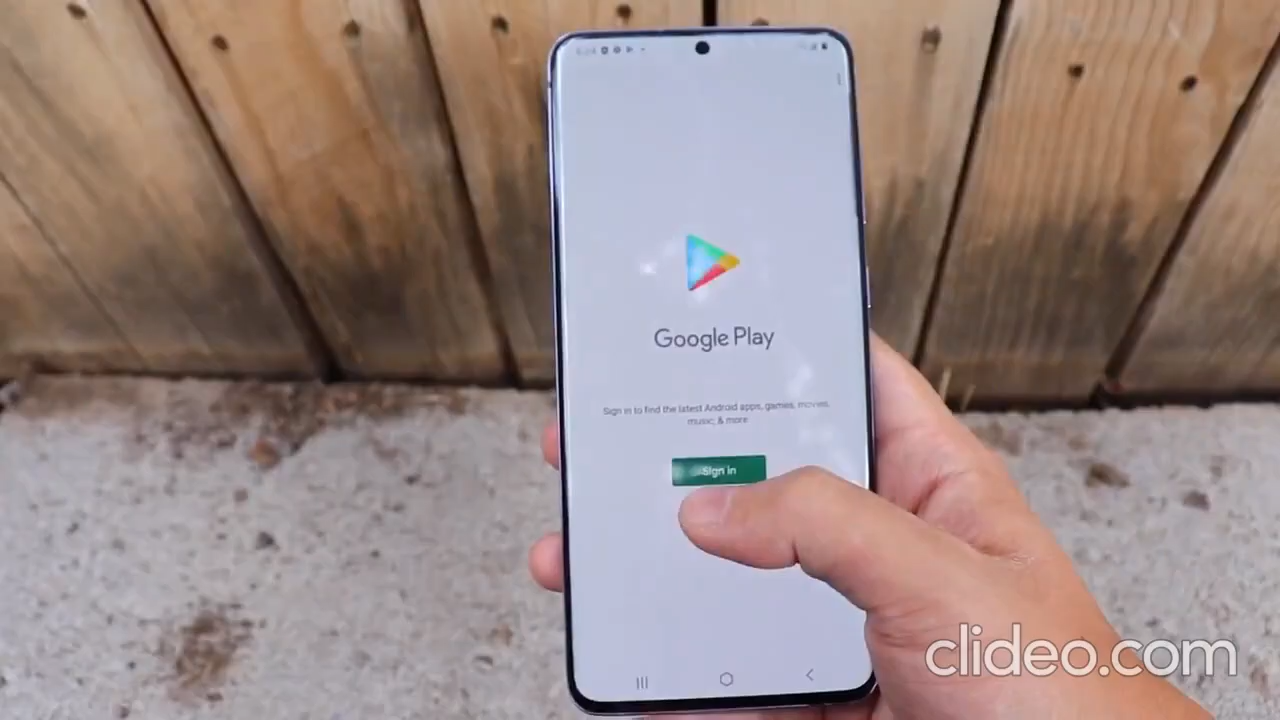 Google Play
Sign in to find the latest Android apps, games, movies,
music, & more
Sign in
clideo.com